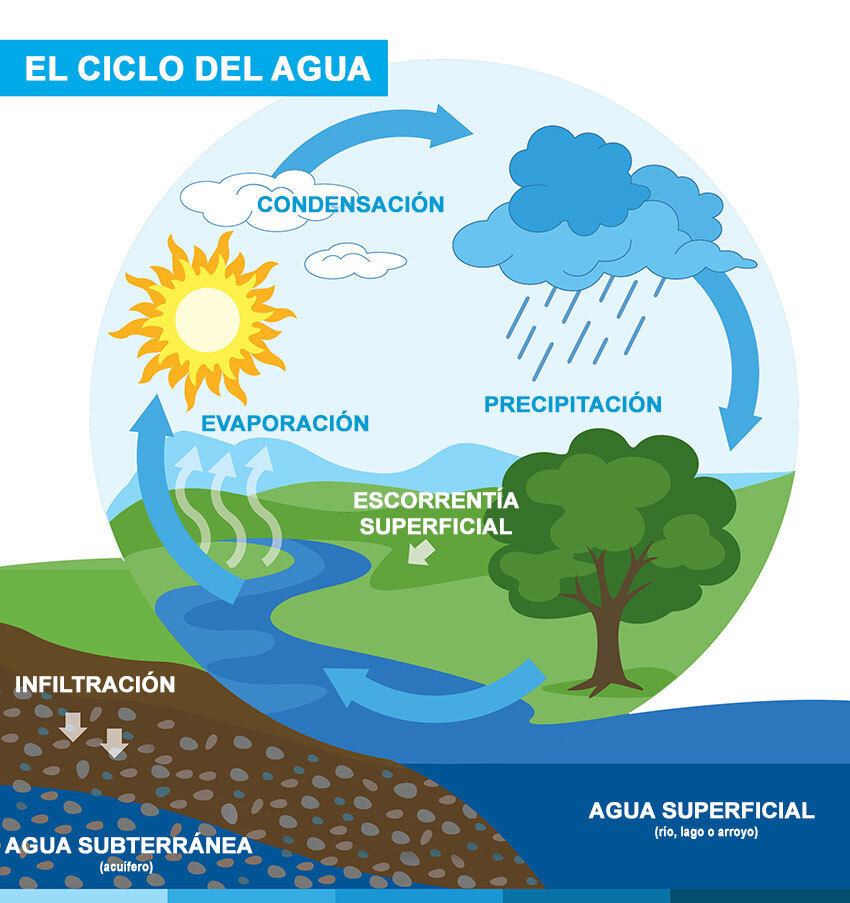 EL CICLO DEL AGUA
CONDENSACIÓN
PRECIPITACIÓN
EVAPORACIÓN
ESCORRENTÍA
SUPERFICIAL
INFILTRACIÓN
AGUA SUPERFICIAL
(río, lago o arroyo)
AGUA SUBTERRÁNEA
(acuífero)